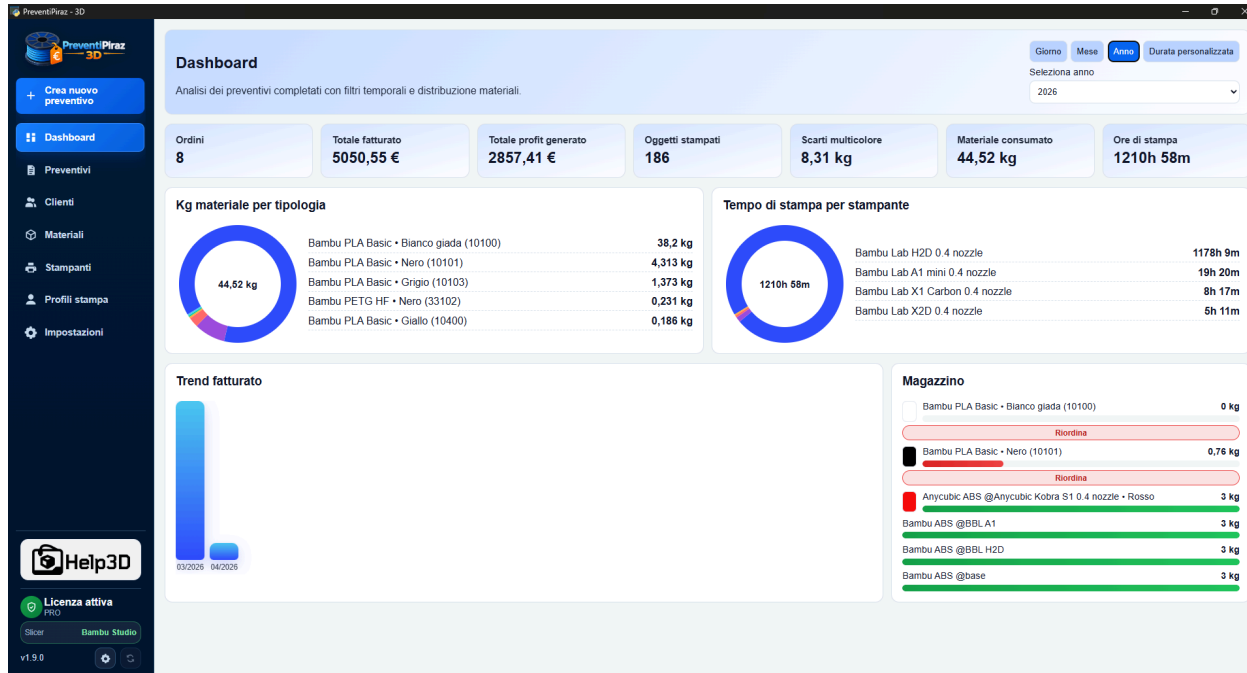 PreventiPiraz - 3D
PreventiPiraz
3D
+ Crea nuovo
preventivo
Dashboard
Preventivi
Clienti
Materiali
Stampanti
Profili stampa
Impostazioni
Help3D
Licenza attiva
PRO
Slicer Bambu Studio
v1.9.0
Dashboard
Analisi dei preventivi completati con filtri temporali e distribuzione materiali.
Giorno Mese Anno Durata personalizzata
Seleziona anno
2026
Ordini
8
Totale fatturato
5050,55 €
Totale profit generato
2857,41 €
Oggetti stampati
186
Scarti multicolore
8,31 kg
Materiale consumato
44,52 kg
Ore di stampa
1210h 58m
Kg materiale per tipologia
44,52 kg
Bambu PLA Basic • Bianco giada (10100) 38,2 kg
Bambu PLA Basic • Nero (10101) 4,313 kg
Bambu PLA Basic • Grigio (10103) 1,373 kg
Bambu PETG HF • Nero (33102) 0,231 kg
Bambu PLA Basic • Giallo (10400) 0,186 kg
Tempo di stampa per stampante
1210h 58m
Bambu Lab H2D 0.4 nozzle 1178h 9m
Bambu Lab A1 mini 0.4 nozzle 19h 20m
Bambu Lab X1 Carbon 0.4 nozzle 8h 17m
Bambu Lab X2D 0.4 nozzle 5h 11m
Trend fatturato
03/2026 04/2026
Magazzino
Bambu PLA Basic • Bianco giada (10100) 0 kg
Riordina
Bambu PLA Basic • Nero (10101) 0,76 kg
Riordina
Anycubic ABS @Anycubic Kobra S1 0.4 nozzle • Rosso 3 kg
Bambu ABS @BBL A1 3 kg
Bambu ABS @BBL H2D 3 kg
Bambu ABS @base 3 kg